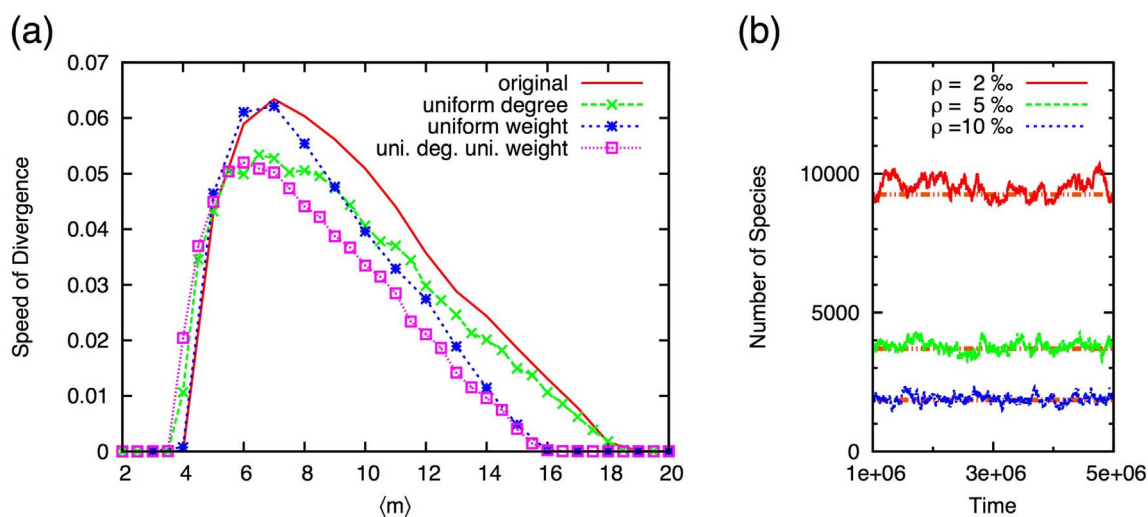 (a)
0.07
0.06
0.05
0.04
0.03
0.02
0.01
0
Speed of Divergence
original
uniform degree
uniform weight
uni. deg. uni. weight
2 4 6 8 10 12 14 16 18 20
⟨m⟩
(b)
10000
5000
0
Number of Species
ρ = 2 ‰
ρ = 5 ‰
ρ =10 ‰
1e+06 3e+06 5e+06
Time